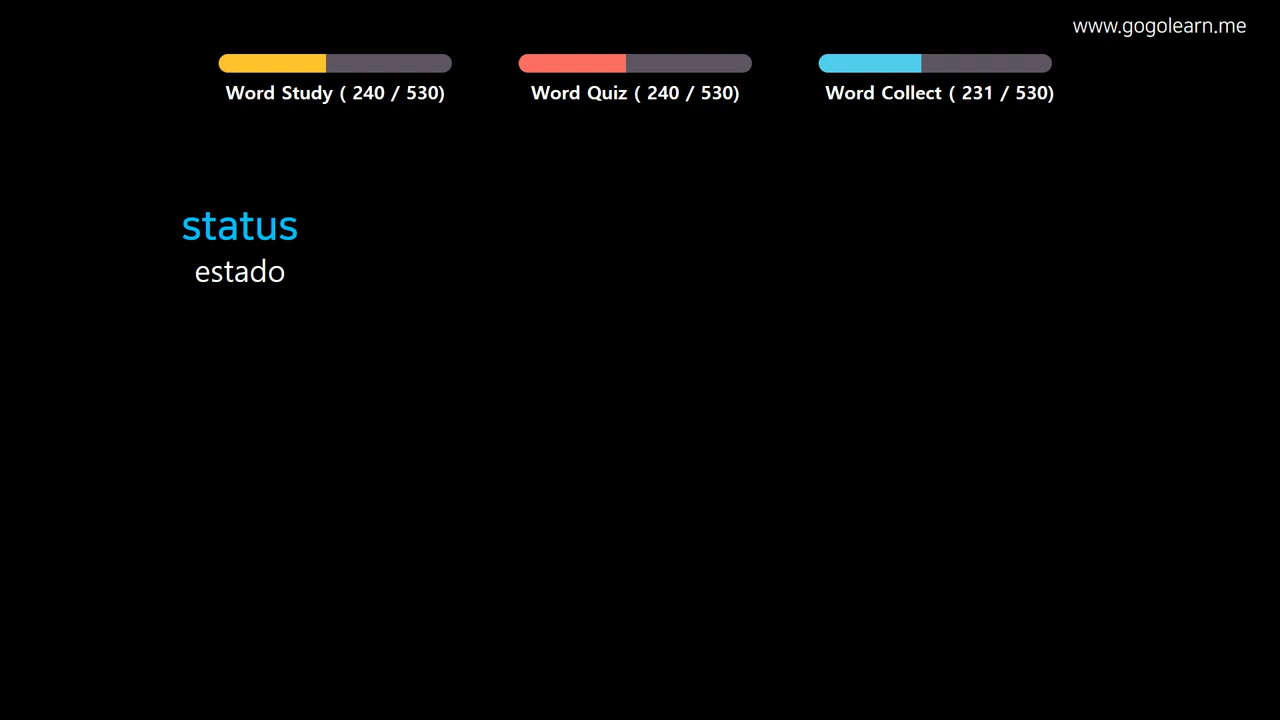 www.gogolearn.me
Word Study ( 240 / 530)
Word Quiz ( 240 / 530)
Word Collect ( 231 / 530)
status
estado